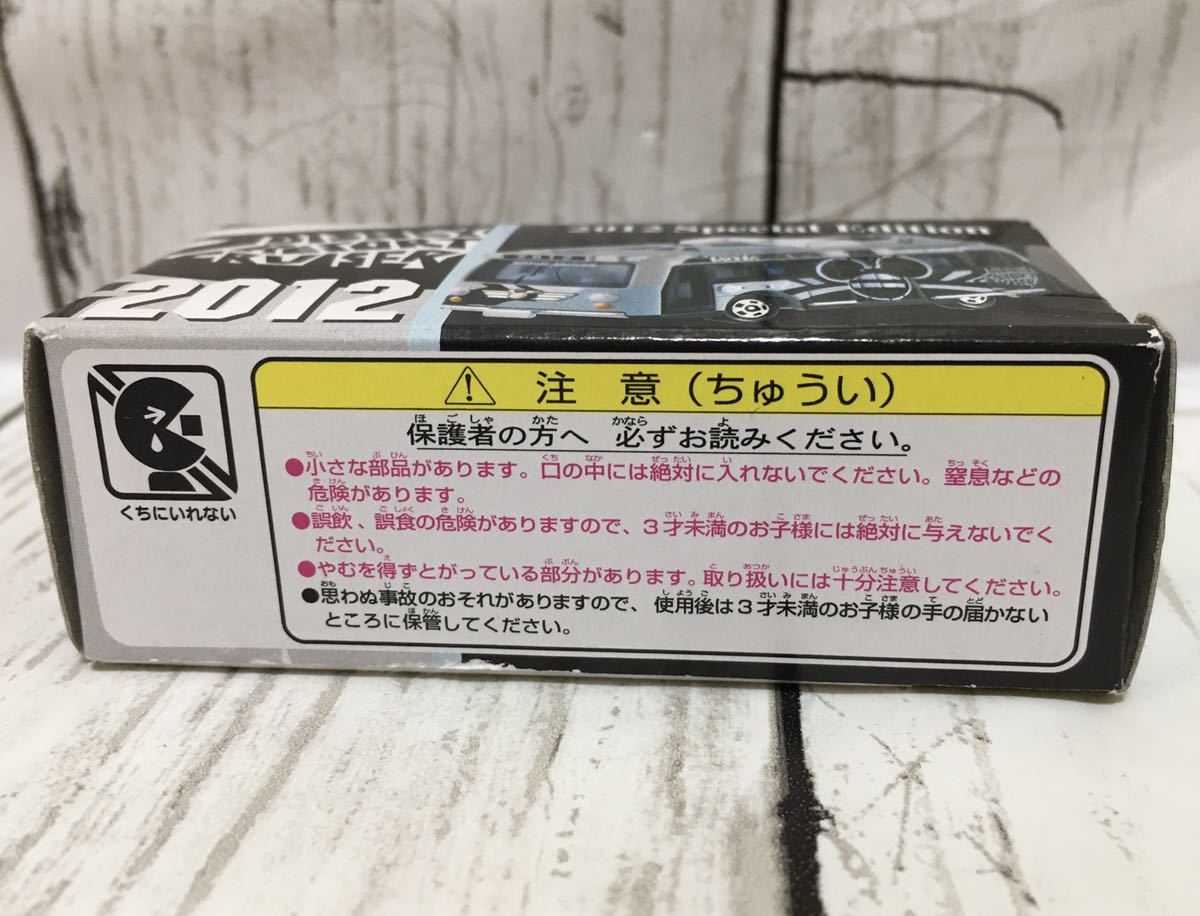 2012 Special Edition
2012
注 意（ちゅうい）
保護者の方へ 必ずお読みください。
●小さな部品があります。口の中には絶対に入れないでください。窒息などの
危険があります。
●誤飲、誤食の危険がありますので、3才未満のお子様には絶対に与えないでく
ださい。
●やむを得ずとがっている部分があります。取り扱いには十分注意してください。
●思わぬ事故のおそれがありますので、使用後は3才未満のお子様の手の届かない
ところに保管してください。
くちにいれない